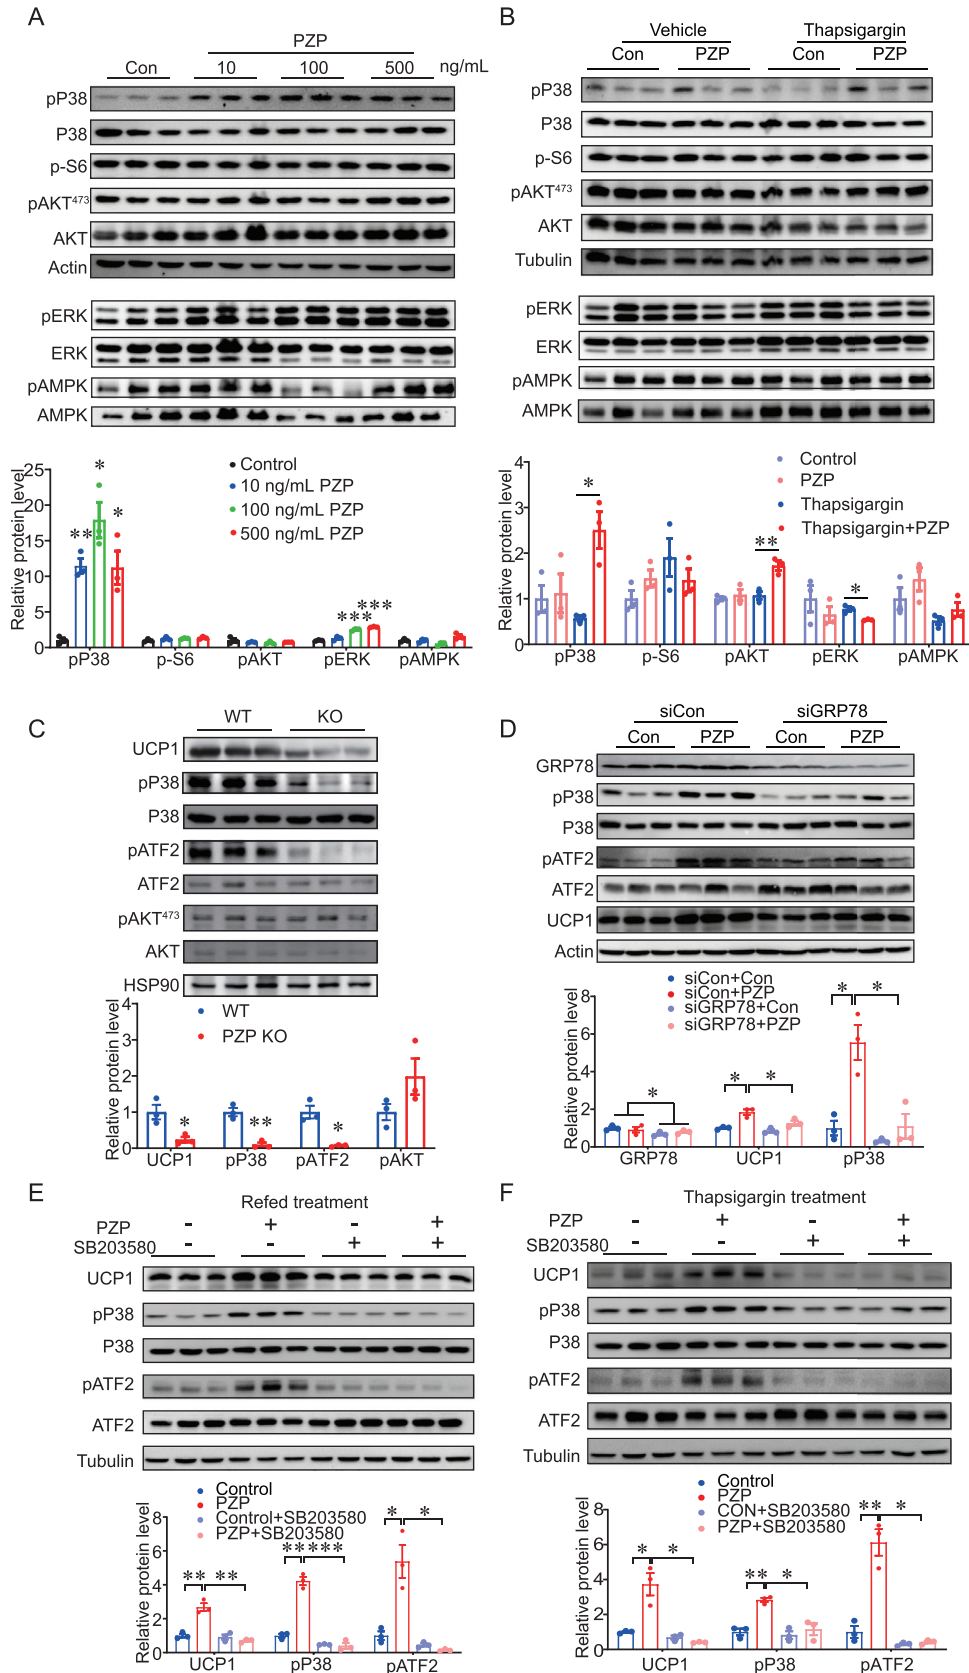 A
PZP
Con 10 100 500 ng/mL
pP38
P38
p-S6
pAKT473
AKT
Actin
pERK
ERK
pAMPK
AMPK
Relative protein level
25
20
15
10
5
0
Control
10 ng/mL PZP
100 ng/mL PZP
500 ng/mL PZP
** * * *** ***
pP38 p-S6 pAKT pERK pAMPK
B
Vehicle Thapsigargin
Con PZP Con PZP
pP38
P38
p-S6
pAKT473
AKT
Tubulin
pERK
ERK
pAMPK
AMPK
Relative protein level
4
3
2
1
0
Control
PZP
Thapsigargin
Thapsigargin+PZP
* ** *
pP38 p-S6 pAKT pERK pAMPK
C
WT KO
UCP1
pP38
P38
pATF2
ATF2
pAKT473
AKT
HSP90
Relative protein level
4
3
2
1
0
WT
PZP KO
* ** *
UCP1 pP38 pATF2 pAKT
D
siCon siGRP78
Con PZP Con PZP
GRP78
pP38
P38
pATF2
ATF2
UCP1
Actin
siCon+Con
siCon+PZP
siGRP78+Con
siGRP78+PZP
Relative protein level
8
6
4
2
0
* * * * *
GRP78 UCP1 pP38
E
Refed treatment
PZP - + - +
SB203580 - - + +
UCP1
pP38
P38
pATF2
ATF2
Tubulin
Control
PZP
Control+SB203580
PZP+SB203580
Relative protein level
8
6
4
2
0
** ** ** *** * *
UCP1 pP38 pATF2
F
Thapsigargin treatment
PZP - + - +
SB203580 - - + +
UCP1
pP38
P38
pATF2
ATF2
Tubulin
Control
PZP
CON+SB203580
PZP+SB203580
Relative protein level
8
6
4
2
0
* * ** * ** *
UCP1 pP38 pATF2